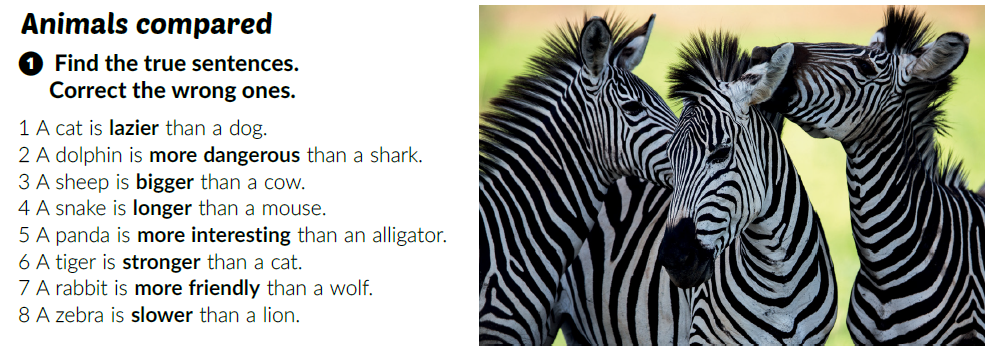 Animals compared
1 Find the true sentences.
Correct the wrong ones.
1 A cat is lazier than a dog.
2 A dolphin is more dangerous than a shark.
3 A sheep is bigger than a cow.
4 A snake is longer than a mouse.
5 A panda is more interesting than an alligator.
6 A tiger is stronger than a cat.
7 A rabbit is more friendly than a wolf.
8 A zebra is slower than a lion.